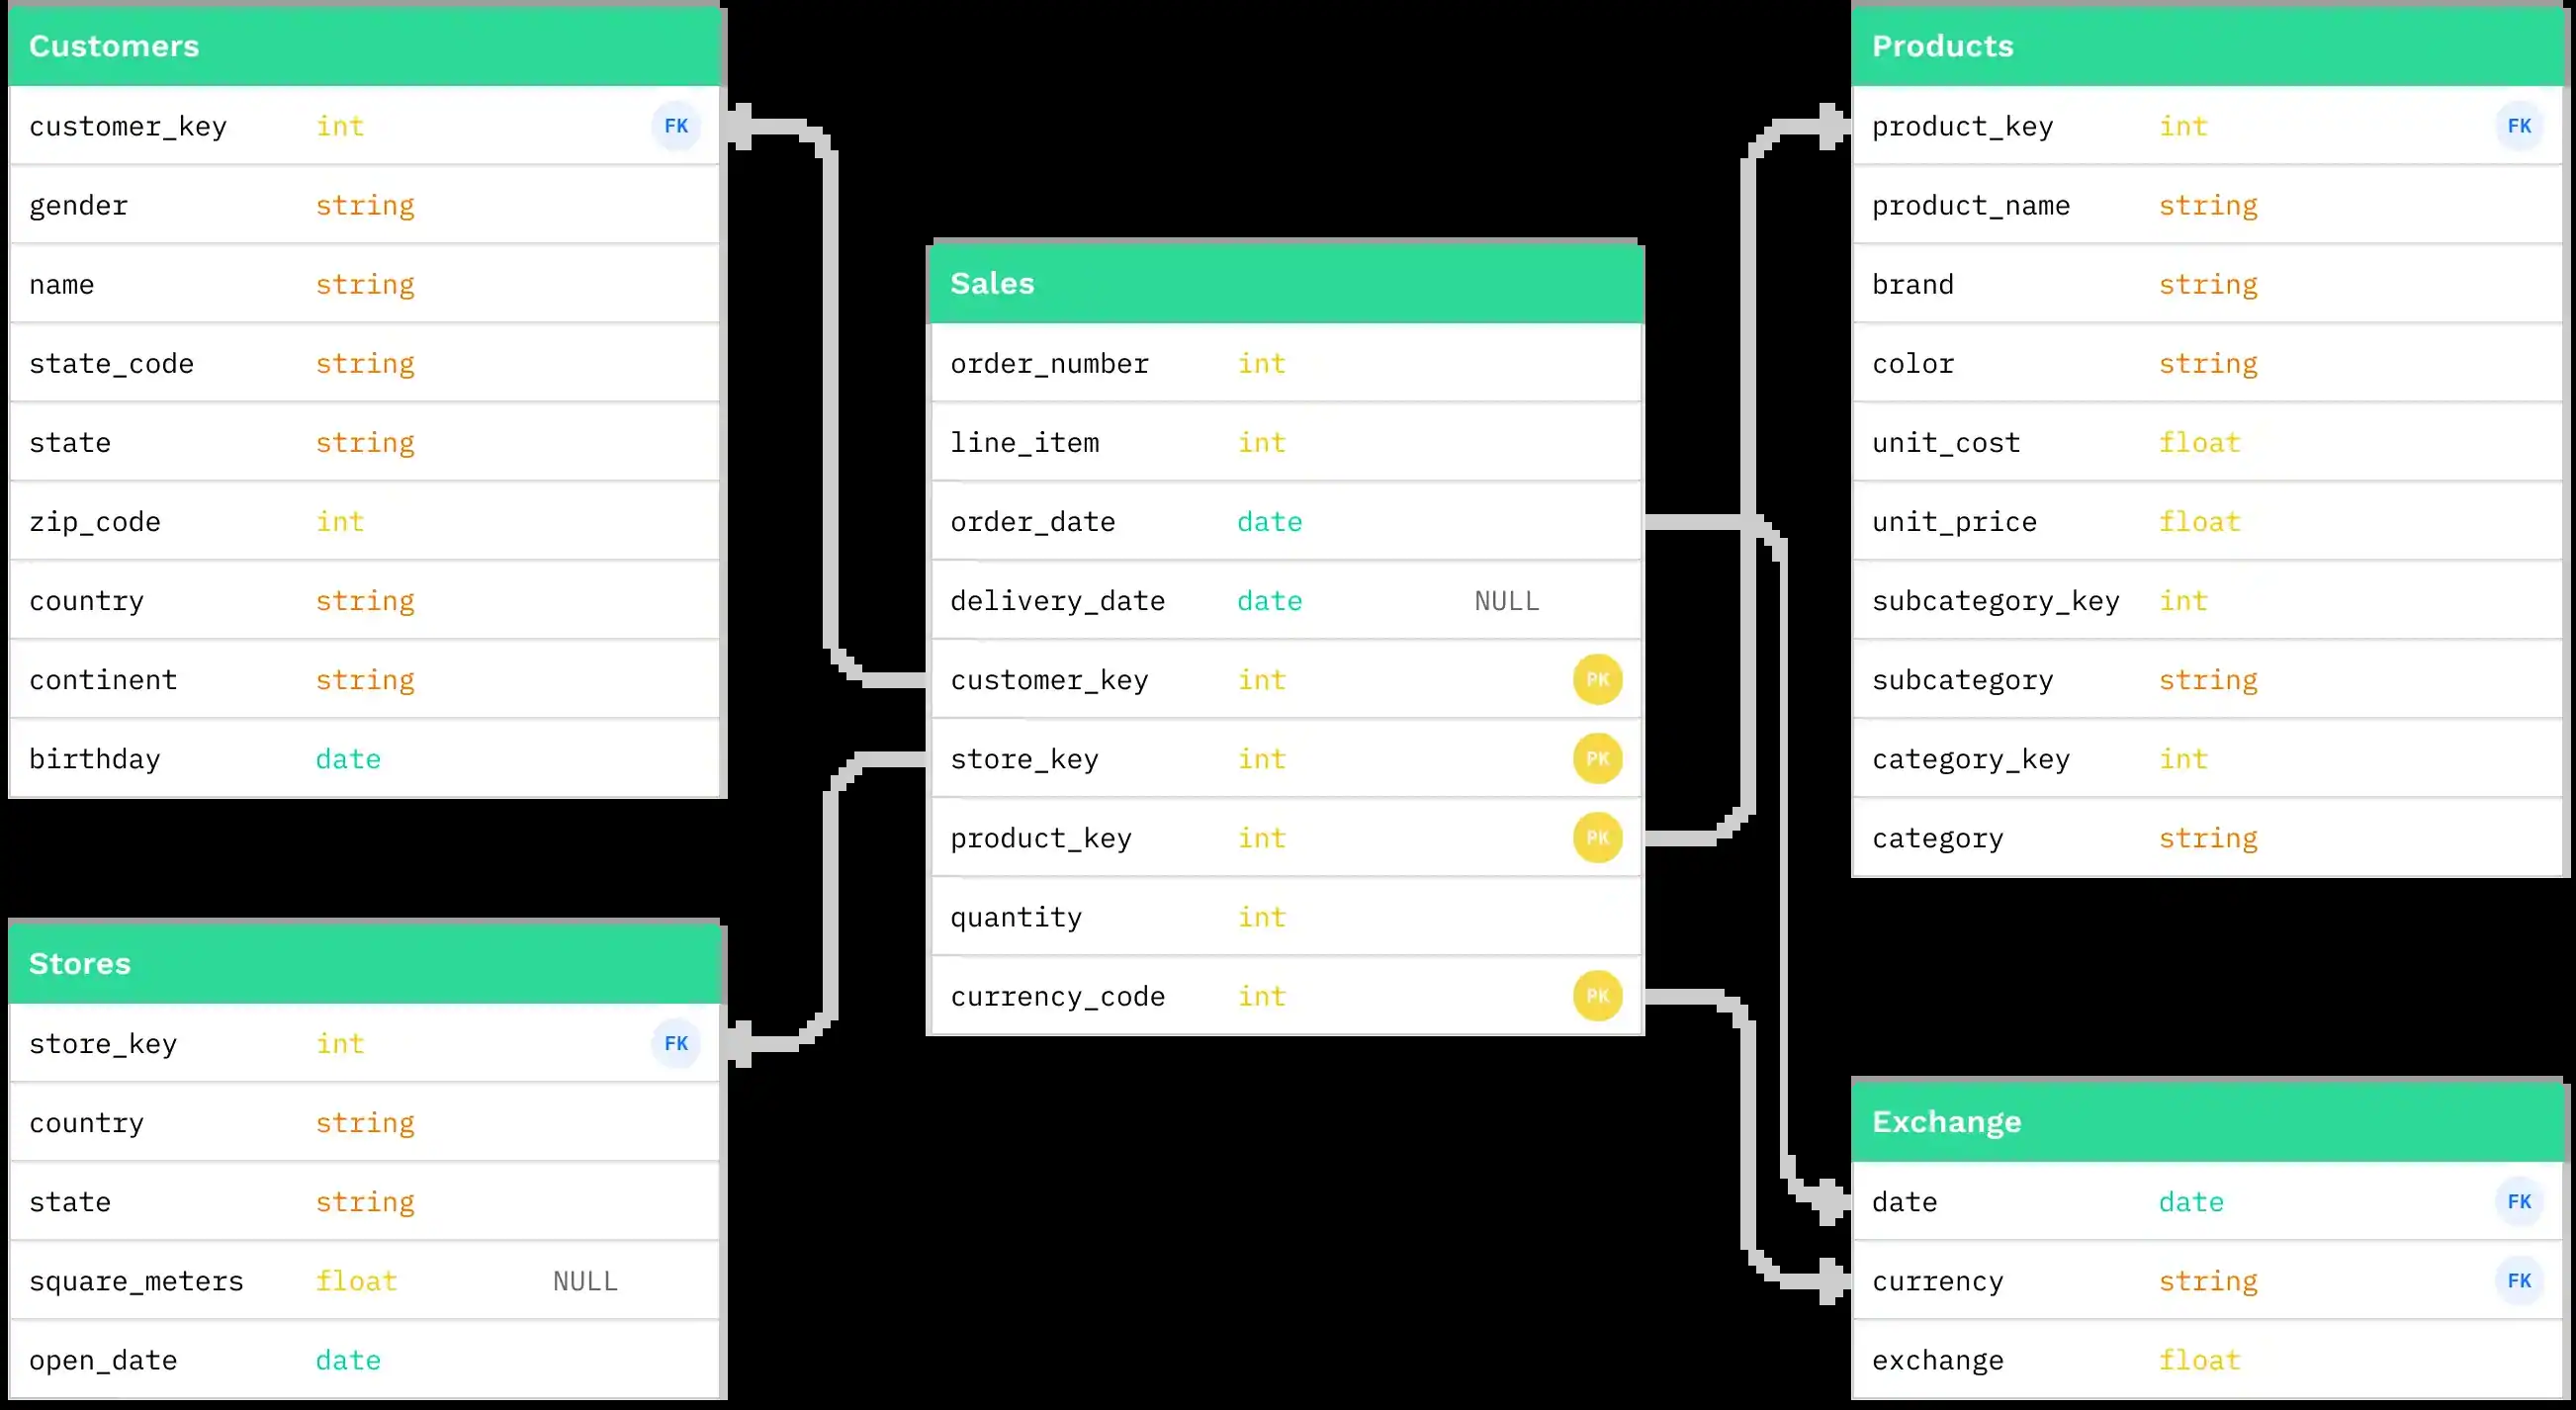 Customers
customer_key int FK
gender string
name string
state_code string
state string
zip_code int
country string
continent string
birthday date
Stores
store_key int FK
country string
state string
square_meters float NULL
open_date date
Sales
order_number int
line_item int
order_date date
delivery_date date NULL
customer_key int PK
store_key int PK
product_key int PK
quantity int
currency_code int PK
Products
product_key int FK
product_name string
brand string
color string
unit_cost float
unit_price float
subcategory_key int
subcategory string
category_key int
category string
Exchange
date date FK
currency string FK
exchange float